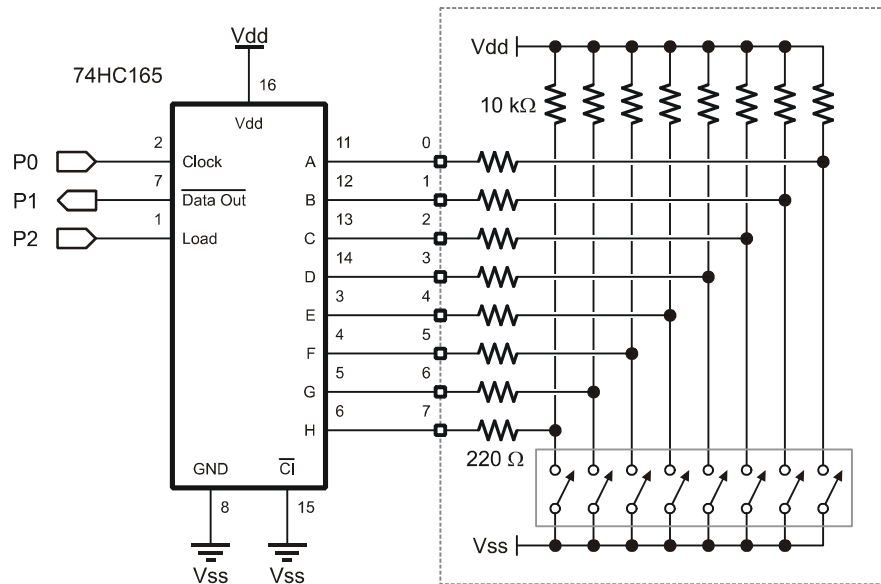 Vdd
74HC165
16
Vdd
Vdd
10 kΩ
P0
2
Clock
11
A
0
P1
7
Data Out
12
B
1
P2
1
Load
13
C
2
14
D
3
3
E
4
4
F
5
5
G
6
6
H
7
220 Ω
GND
CI
8
15
Vss
Vss
Vss